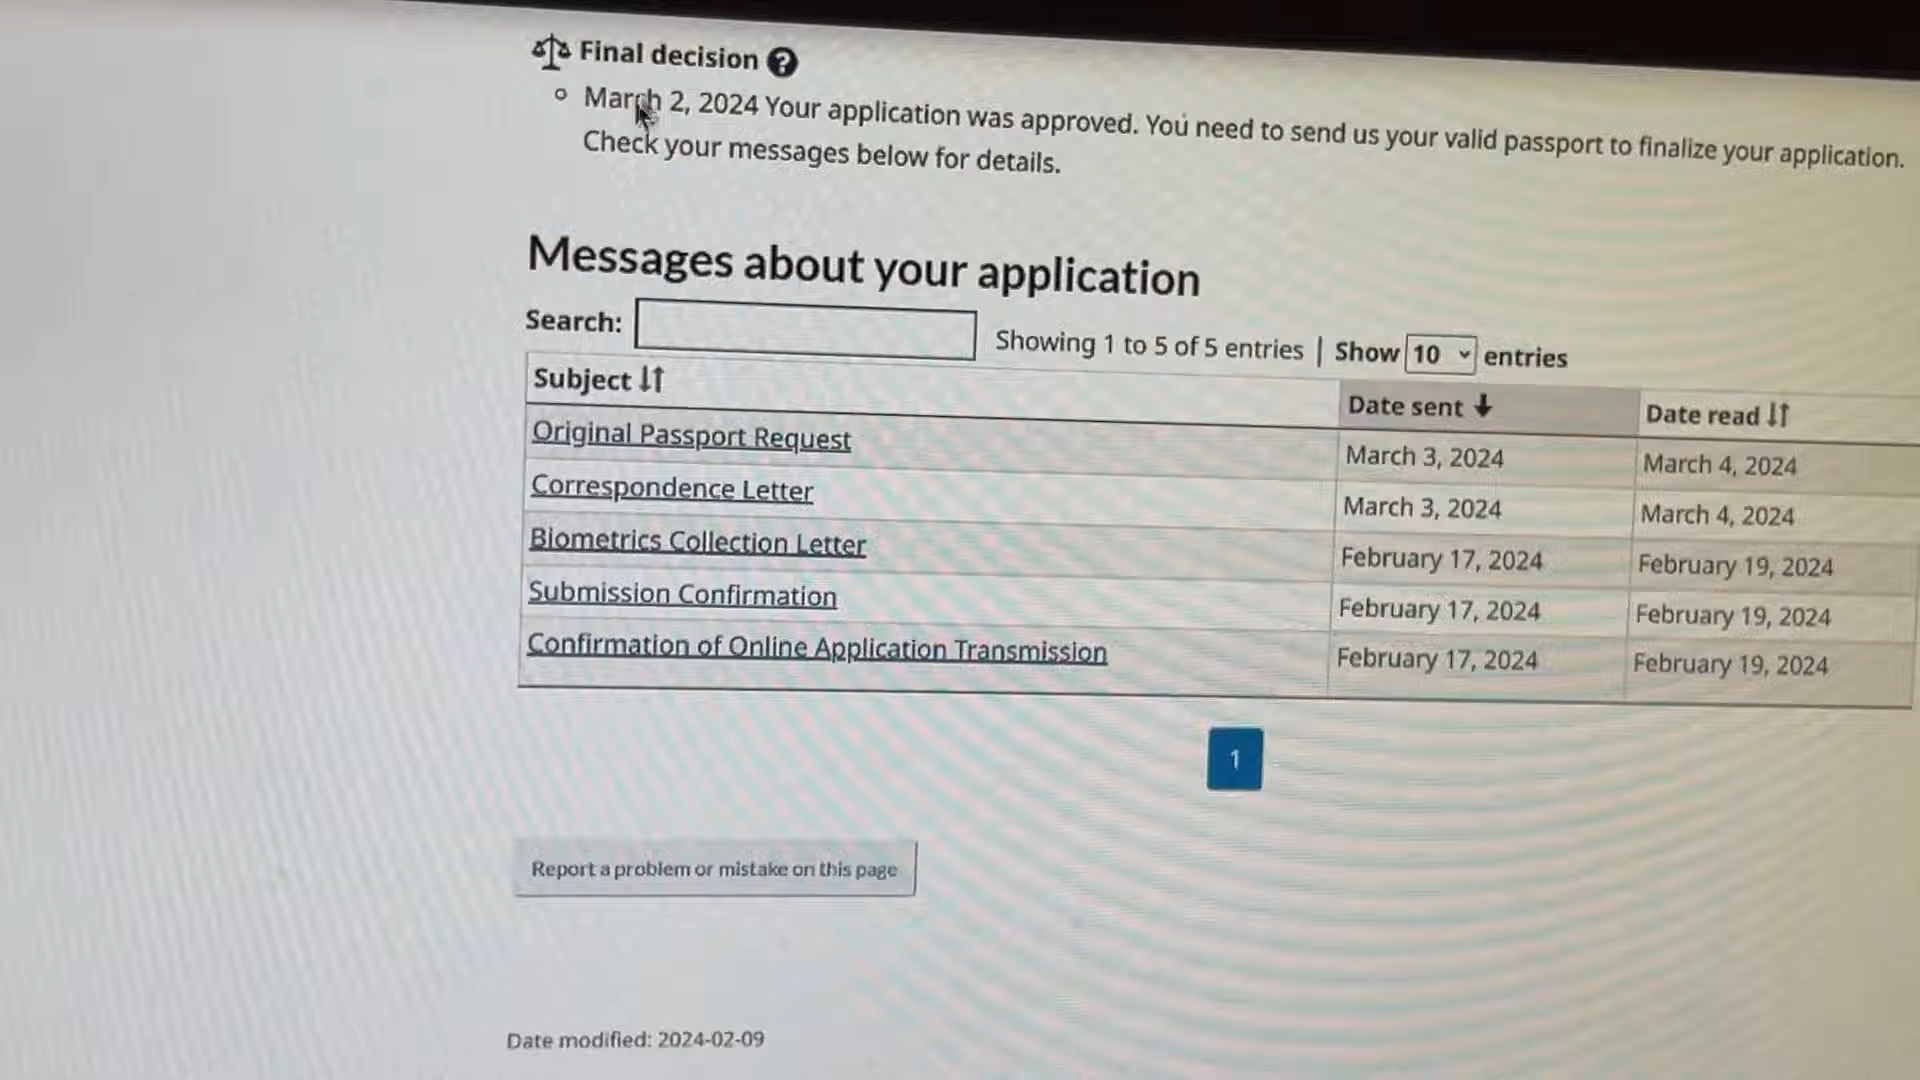 Final decision ?
March 2, 2024 Your application was approved. You need to send us your valid passport to finalize your application.
Check your messages below for details.
Messages about your application
Search:
Showing 1 to 5 of 5 entries | Show 10 entries
Subject Date sent Date read
Original Passport Request March 3, 2024 March 4, 2024
Correspondence Letter March 3, 2024 March 4, 2024
Biometrics Collection Letter February 17, 2024 February 19, 2024
Submission Confirmation February 17, 2024 February 19, 2024
Confirmation of Online Application Transmission February 17, 2024 February 19, 2024
1
Report a problem or mistake on this page
Date modified: 2024-02-09